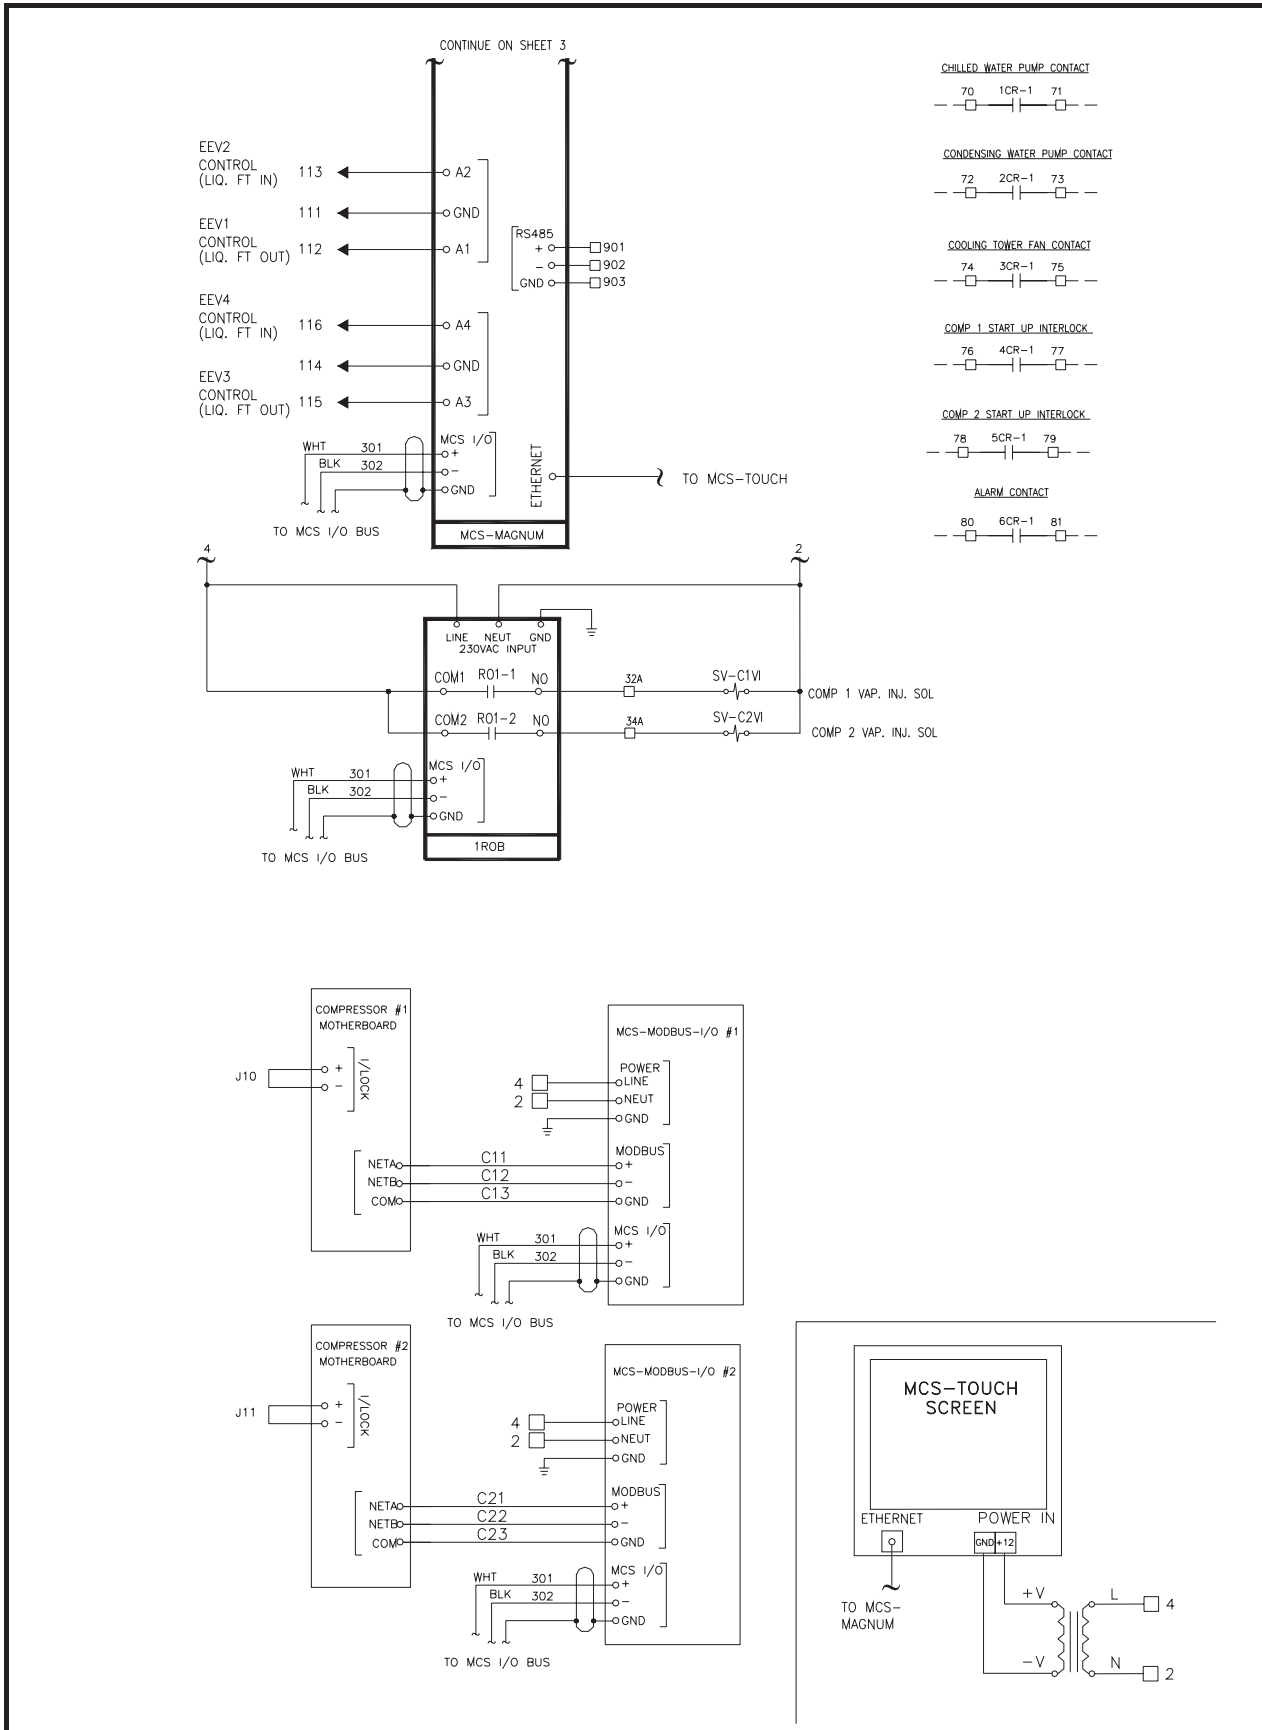 CONTINUE ON SHEET 3
EEV2
CONTROL
(LIQ. FT IN)
113
A2
111
GND
EEV1
CONTROL
(LIQ. FT OUT)
112
A1
EEV4
CONTROL
(LIQ. FT IN)
116
A4
114
GND
EEV3
CONTROL
(LIQ. FT OUT)
115
A3
RS485
+ 901
– 902
GND 903
MCS I/O
WHT 301 +
BLK 302 –
GND
TO MCS I/O BUS
ETHERNET
TO MCS-TOUCH
MCS-MAGNUM
CHILLED WATER PUMP CONTACT
70 1CR-1 71
CONDENSING WATER PUMP CONTACT
72 2CR-1 73
COOLING TOWER FAN CONTACT
74 3CR-1 75
COMP 1 START UP INTERLOCK
76 4CR-1 77
COMP 2 START UP INTERLOCK
78 5CR-1 79
ALARM CONTACT
80 6CR-1 81
4
2
LINE NEUT GND
230VAC INPUT
COM1 RO1-1 NO 32A SV-C1VI COMP 1 VAP. INJ. SOL
COM2 RO1-2 NO 34A SV-C2VI COMP 2 VAP. INJ. SOL
MCS I/O
WHT 301 +
BLK 302 –
GND
TO MCS I/O BUS
1ROB
COMPRESSOR #1
MOTHERBOARD
J10
+
–
I/LOCK
NETA
NETB
COM
C11
C12
C13
MCS-MODBUS-I/O #1
POWER
4 LINE
2 NEUT
GND
MODBUS
+
–
GND
MCS I/O
WHT 301 +
BLK 302 –
GND
TO MCS I/O BUS
COMPRESSOR #2
MOTHERBOARD
J11
+
–
I/LOCK
NETA
NETB
COM
C21
C22
C23
MCS-MODBUS-I/O #2
POWER
4 LINE
2 NEUT
GND
MODBUS
+
–
GND
MCS I/O
WHT 301 +
BLK 302 –
GND
TO MCS I/O BUS
MCS-TOUCH
SCREEN
ETHERNET
POWER IN
GND +12
TO MCS-
MAGNUM
+V
–V
L 4
N 2